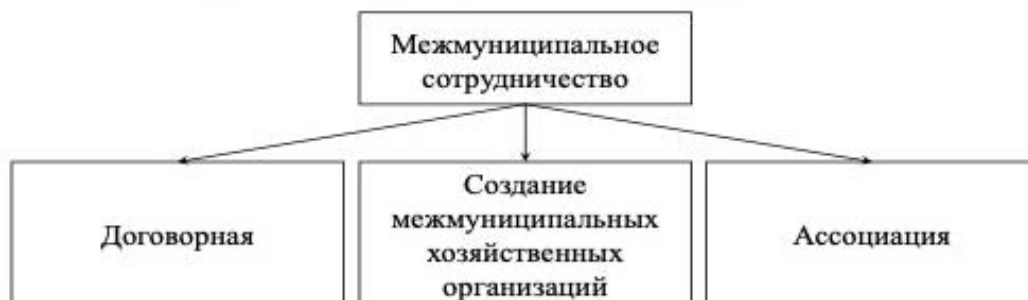 Межмуниципальное
сотрудничество
Договорная
Создание
межмуниципальных
хозяйственных
организаций
Ассоциация